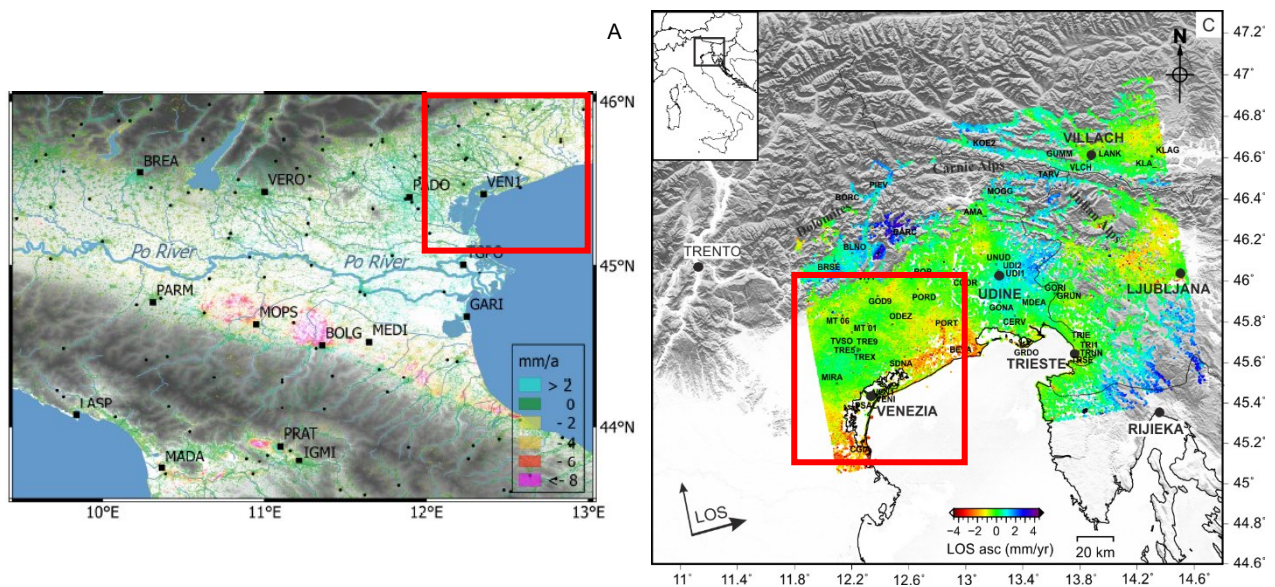 A
46°N
BREA
VERO
PADO
VEN1
Po River
Po River
TGPO
45°N
PARM
GARI
MOPS
BOLG
MEDI
mm/a
> 2
0
- 2
- 4
- 6
<- 8
LASP
PRAT
IGMI
MADA
44°N
10°E
11°E
12°E
13°E
C
N
47.2°
47°
46.8°
46.6°
46.4°
46.2°
46°
45.8°
45.6°
45.4°
45.2°
45°
44.8°
44.6°
VILLACH
KOEZ
GUMM
LANK
KLAG
VLCH
KLA
Carnic Alps
TARV
PIEV
MOGG
BORC
AMA
Dolomites
BARC
TRENTO
BLNO
UNUD
BRSE
UDI2
UDI1
UDINE
LJUBLJANA
GORI
GOD9
PORD
MDEA
GRUN
ODEZ
GONA
MT 06
MT 01
PORT
CERV
TVSO
TRE9
BEVA
GRDO
TRIE
TRE5
TREX
TRI1
SDNA
TRIESTE
MIRA
VENEZIA
RIJIEKA
LOS
-4
-2
0
2
4
LOS asc (mm/yr)
20 km
11°
11.4°
11.8°
12.2°
12.6°
13°
13.4°
13.8°
14.2°
14.6°